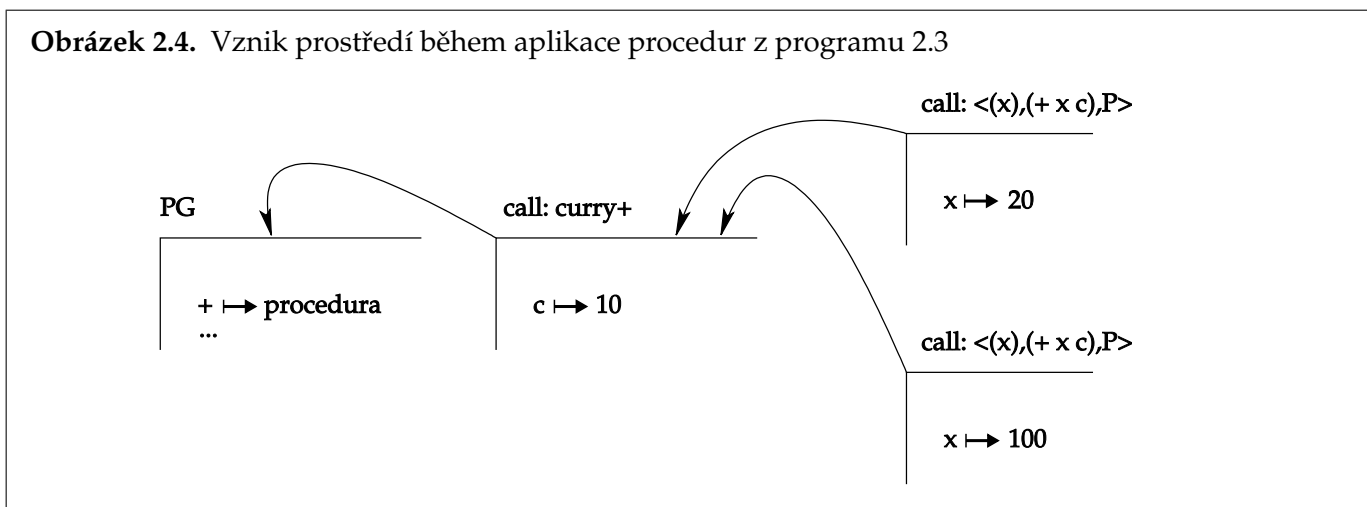 Obrázek 2.4. Vznik prostředí během aplikace procedur z programu 2.3
call: <(x),(+ x c),P>
x ↦ 20
PG
+ ↦ procedura
...
call: curry+
c ↦ 10
call: <(x),(+ x c),P>
x ↦ 100